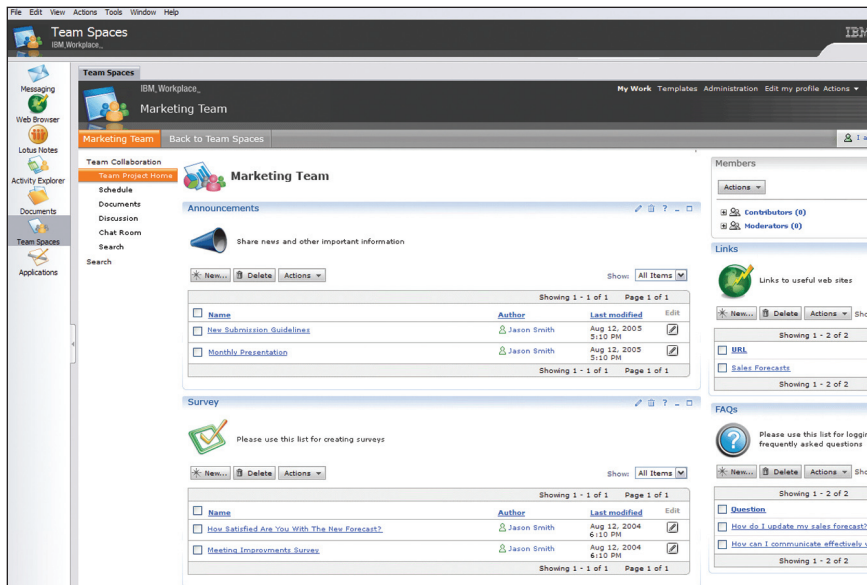 File Edit View Actions Tools Window Help
Team Spaces
IBM_Workplace_
IBM
Messaging
Web Browser
Lotus Notes
Activity Explorer
Documents
Team Spaces
Applications
Team Spaces
IBM_Workplace_
Marketing Team
My Work Templates Administration Edit my profile Actions
Marketing Team Back to Team Spaces
I a
Team Collaboration
Team Project Home
Schedule
Documents
Discussion
Chat Room
Search
Search
Marketing Team
Announcements ?
Share news and other important information
New... Delete Actions Show: All Items
Showing 1 - 1 of 1 Page 1 of 1
Name Author Last modified Edit
New Submission Guidelines Jason Smith Aug 12, 2005
5:10 PM
Monthly Presentation Jason Smith Aug 12, 2005
5:10 PM
Showing 1 - 1 of 1 Page 1 of 1
Survey ?
Please use this list for creating surveys
New... Delete Actions Show: All Items
Showing 1 - 1 of 1 Page 1 of 1
Name Author Last modified Edit
How Satisfied Are You With The New Forecast? Jason Smith Aug 12, 2004
6:10 PM
Meeting Improvments Survey Jason Smith Aug 12, 2004
6:10 PM
Showing 1 - 1 of 1 Page 1 of 1
Members
Actions
Contributors (0)
Moderators (0)
Links
Links to useful web sites
New... Delete Actions Sho
Showing 1 - 2 of 2
URL
Sales Forecasts
Showing 1 - 2 of 2
FAQs
Please use this list for loggi
frequently asked questions
New... Delete Actions Sho
Showing 1 - 2 of 2
Question
How do I update my sales forecast?
How can I communicate effectively
Showing 1 - 2 of 2